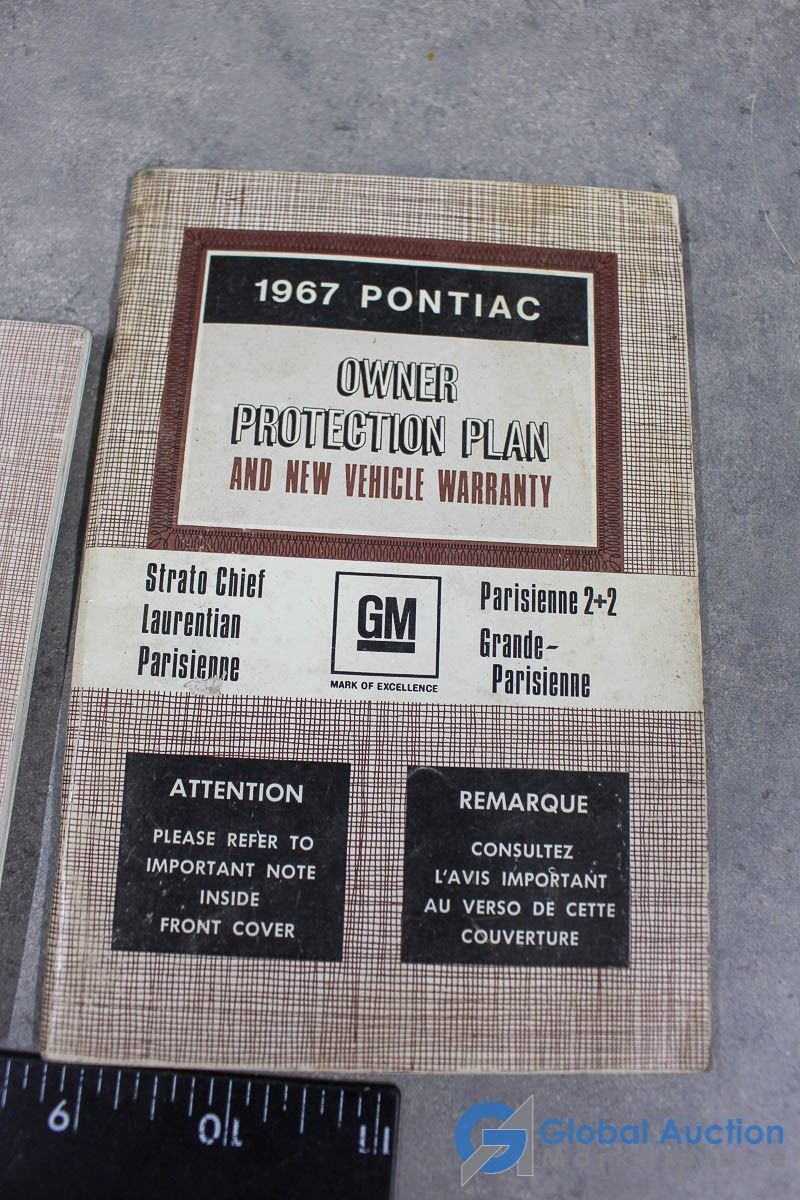 1967 PONTIAC
OWNER
PROTECTION PLAN
AND NEW VEHICLE WARRANTY
Strato Chief
Laurentian
Parisienne
GM
MARK OF EXCELLENCE
Parisienne 2+2
Grande-
Parisienne
ATTENTION
PLEASE REFER TO
IMPORTANT NOTE
INSIDE
FRONT COVER
REMARQUE
CONSULTEZ
L'AVIS IMPORTANT
AU VERSO DE CETTE
COUVERTURE
9 10 11
Global Auction